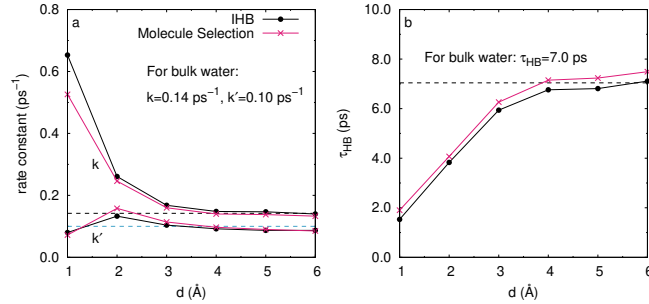 a
IHB
Molecule Selection
For bulk water:
k=0.14 ps⁻¹, k′=0.10 ps⁻¹
k
k′
rate constant (ps⁻¹)
0.8
0.6
0.4
0.2
0.0
1 2 3 4 5 6
d (Å)
b
For bulk water: τHB=7.0 ps
τHB (ps)
10.0
8.0
6.0
4.0
2.0
0.0
1 2 3 4 5 6
d (Å)